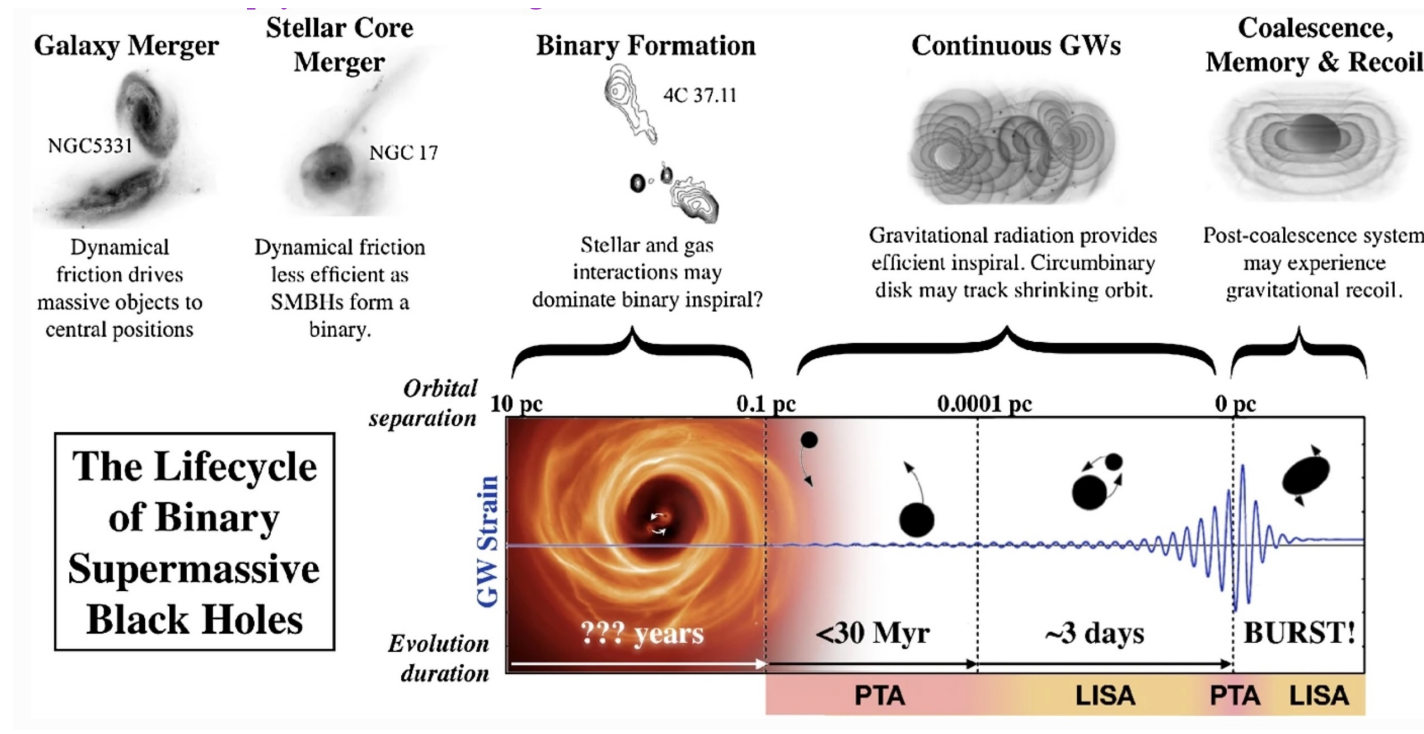 Galaxy Merger
NGC5331
Dynamical
friction drives
massive objects to
central positions
Stellar Core
Merger
NGC 17
Dynamical friction
less efficient as
SMBHs form a
binary.
Binary Formation
4C 37.11
Stellar and gas
interactions may
dominate binary inspiral?
Continuous GWs
Gravitational radiation provides
efficient inspiral. Circumbinary
disk may track shrinking orbit.
Coalescence,
Memory & Recoil
Post-coalescence system
may experience
gravitational recoil.
The Lifecycle
of Binary
Supermassive
Black Holes
Orbital
separation
10 pc
0.1 pc
0.0001 pc
0 pc
GW Strain
Evolution
duration
??? years
<30 Myr
~3 days
BURST!
PTA
LISA
PTA
LISA